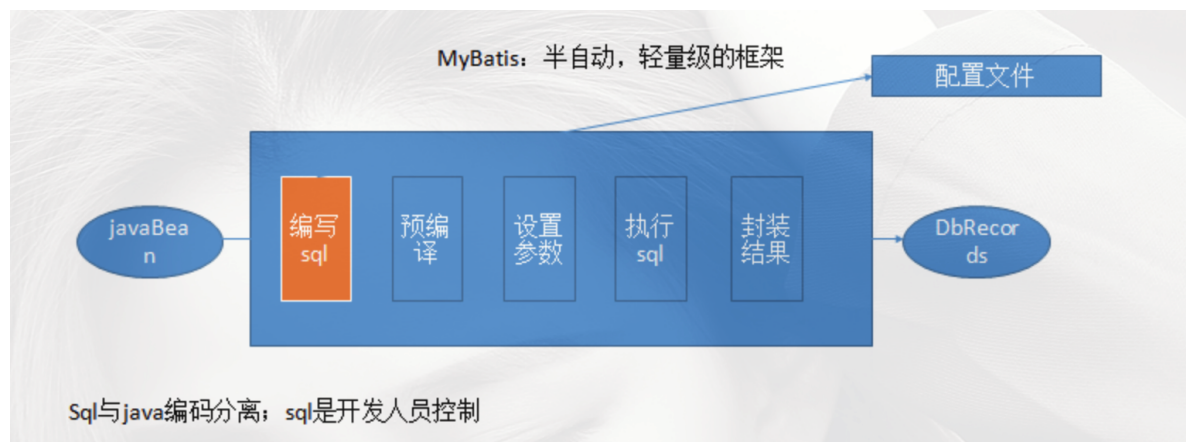 MyBatis：半自动，轻量级的框架
配置文件
javaBea
n
编写
sql
预编
译
设置
参数
执行
sql
封装
结果
DbRecor
ds
Sql与java编码分离；sql是开发人员控制